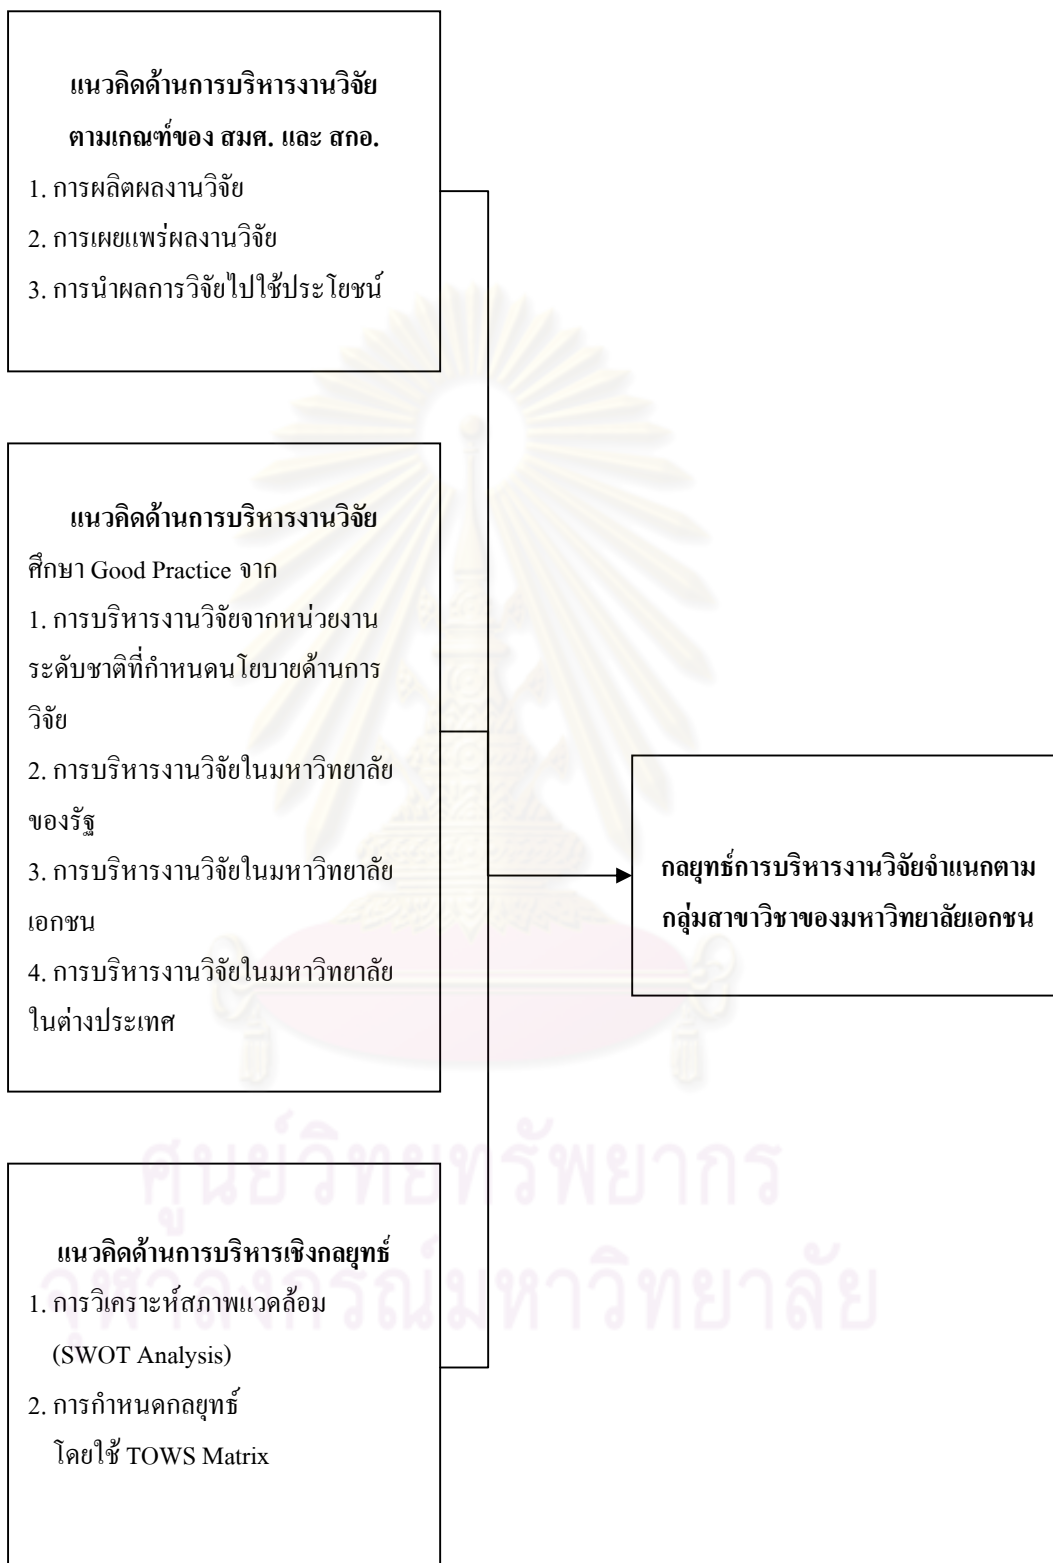 แนวคิดด้านการบริหารงานวิจัย
ตามเกณฑ์ของ สมศ. และ สกอ.
1. การผลิตผลงานวิจัย
2. การเผยแพร่ผลงานวิจัย
3. การนำผลการวิจัยไปใช้ประโยชน์
แนวคิดด้านการบริหารงานวิจัย
ศึกษา Good Practice จาก
1. การบริหารงานวิจัยจากหน่วยงาน
ระดับชาติที่กำหนดนโยบายด้านการ
วิจัย
2. การบริหารงานวิจัยในมหาวิทยาลัย
ของรัฐ
3. การบริหารงานวิจัยในมหาวิทยาลัย
เอกชน
4. การบริหารงานวิจัยในมหาวิทยาลัย
ในต่างประเทศ
กลยุทธ์การบริหารงานวิจัยจำแนกตาม
กลุ่มสาขาวิชาของมหาวิทยาลัยเอกชน
แนวคิดด้านการบริหารเชิงกลยุทธ์
1. การวิเคราะห์สภาพแวดล้อม
(SWOT Analysis)
2. การกำหนดกลยุทธ์
โดยใช้ TOWS Matrix
ศูนย์วิทยทรัพยากร
จุฬาลงกรณ์มหาวิทยาลัย